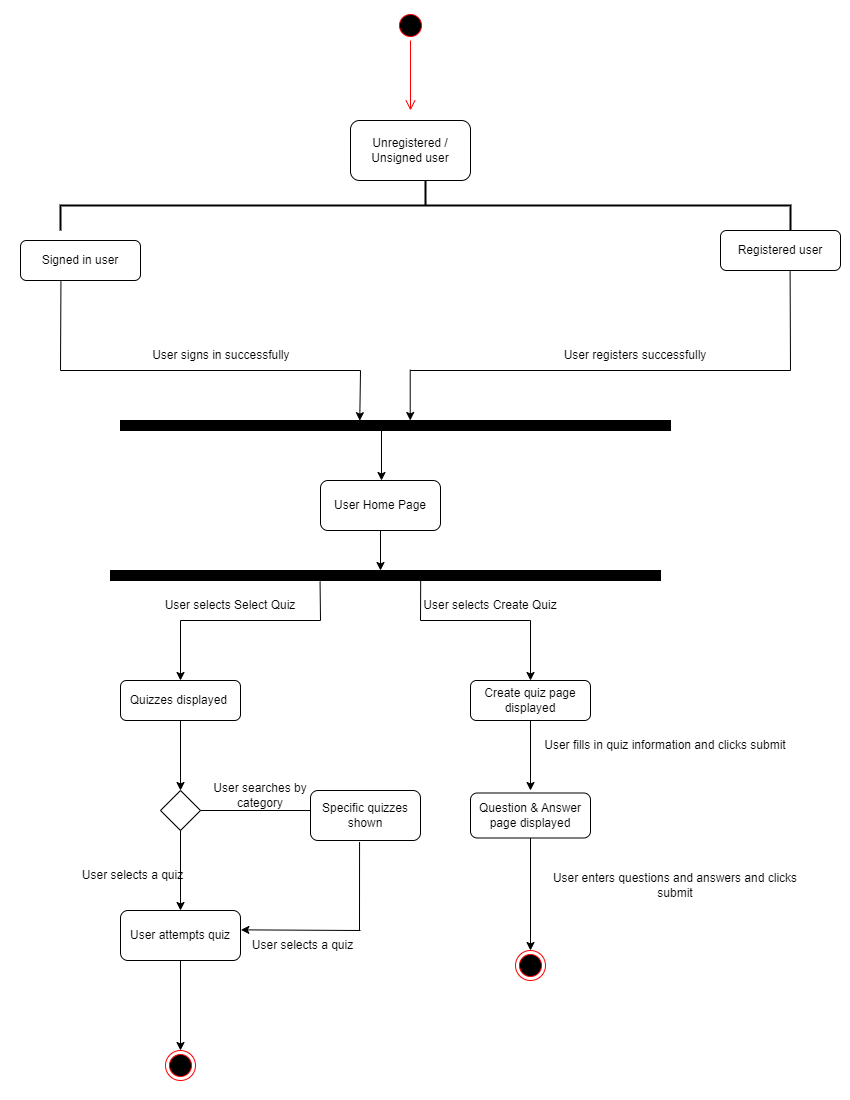 Unregistered /
Unsigned user
Signed in user
Registered user
User signs in successfully
User registers successfully
User Home Page
User selects Select Quiz
User selects Create Quiz
Quizzes displayed
Create quiz page
displayed
User fills in quiz information and clicks submit
User searches by
category
Specific quizzes
shown
Question & Answer
page displayed
User selects a quiz
User enters questions and answers and clicks
submit
User attempts quiz
User selects a quiz